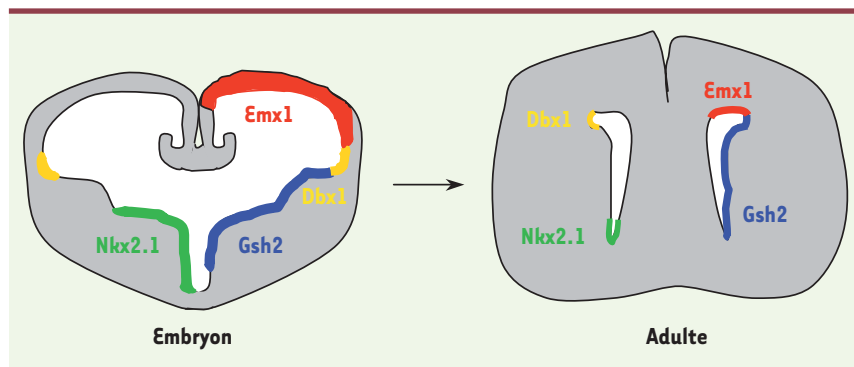 Emx1
Dbx1
Nkx2.1
Gsh2
Embryon
Emx1
Dbx1
Gsh2
Nkx2.1
Adulte